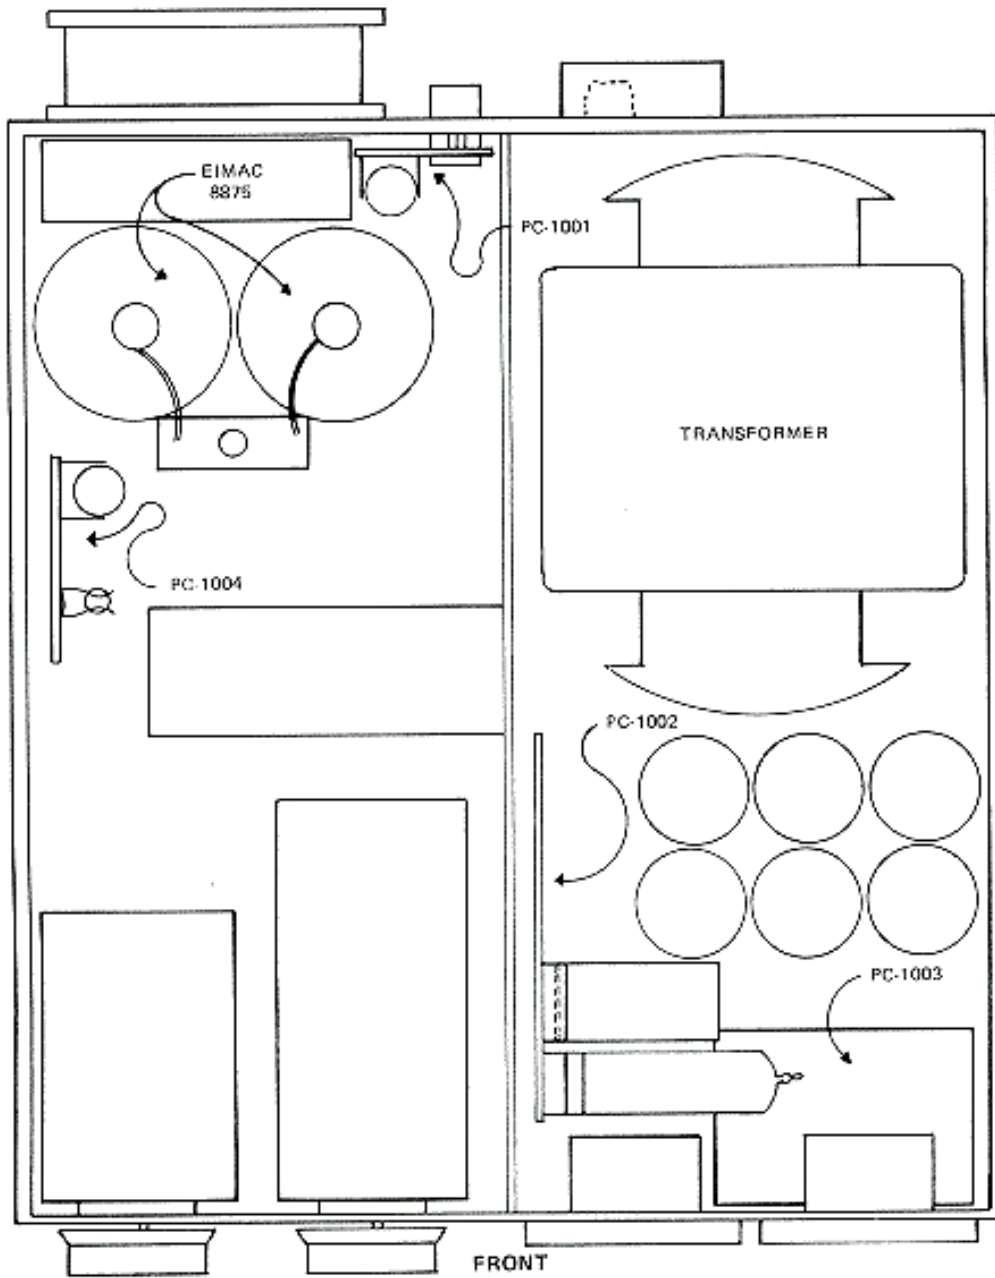 EIMAC
8875
PC-1001
TRANSFORMER
PC-1004
PC-1002
PC-1003
FRONT